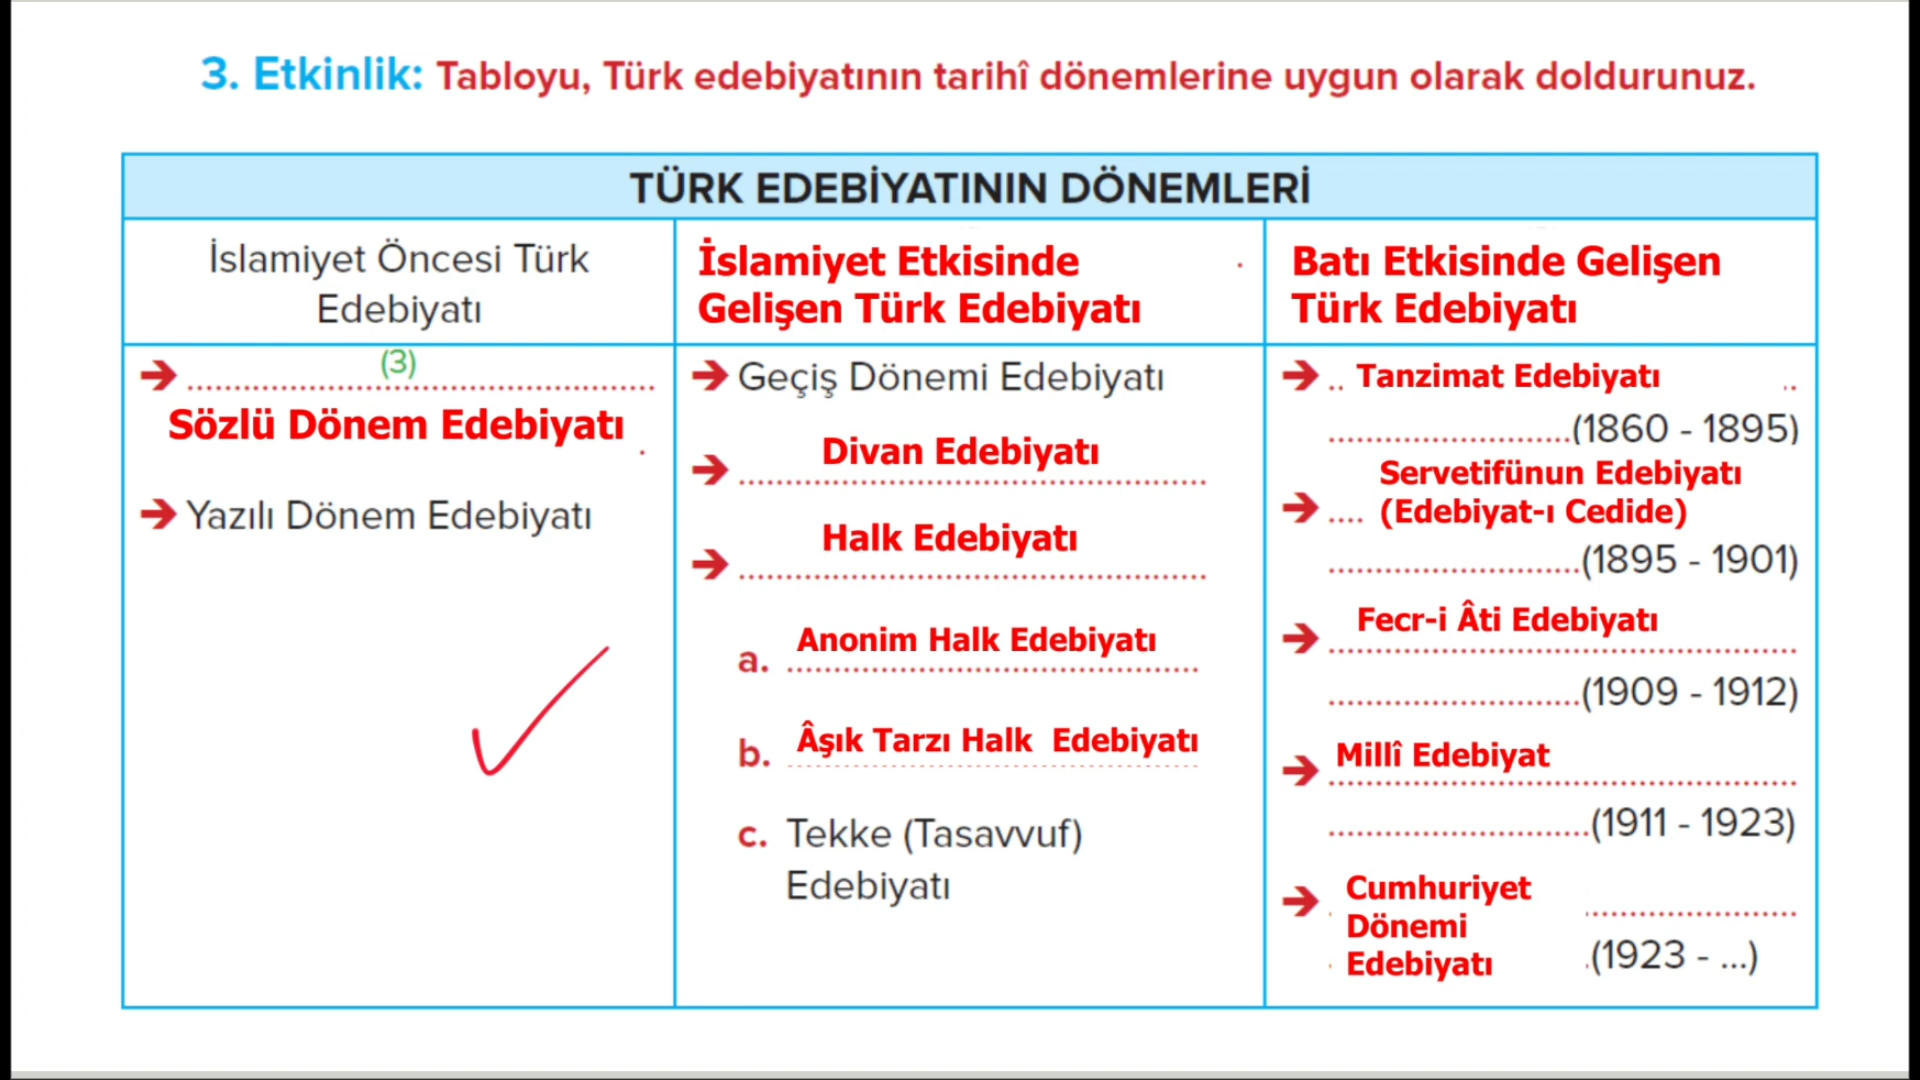 3. Etkinlik: Tabloyu, Türk edebiyatının tarihî dönemlerine uygun olarak doldurunuz.
TÜRK EDEBİYATININ DÖNEMLERİ
İslamiyet Öncesi Türk
Edebiyatı
(3)
Sözlü Dönem Edebiyatı
Yazılı Dönem Edebiyatı
İslamiyet Etkisinde
Gelişen Türk Edebiyatı
Geçiş Dönemi Edebiyatı
Divan Edebiyatı
Halk Edebiyatı
a. Anonim Halk Edebiyatı
b. Âşık Tarzı Halk Edebiyatı
c. Tekke (Tasavvuf)
Edebiyatı
Batı Etkisinde Gelişen
Türk Edebiyatı
Tanzimat Edebiyatı
(1860 - 1895)
Servetifünun Edebiyatı
(Edebiyat-ı Cedide)
(1895 - 1901)
Fecr-i Âti Edebiyatı
(1909 - 1912)
Millî Edebiyat
(1911 - 1923)
Cumhuriyet
Dönemi
Edebiyatı
(1923 - ...)